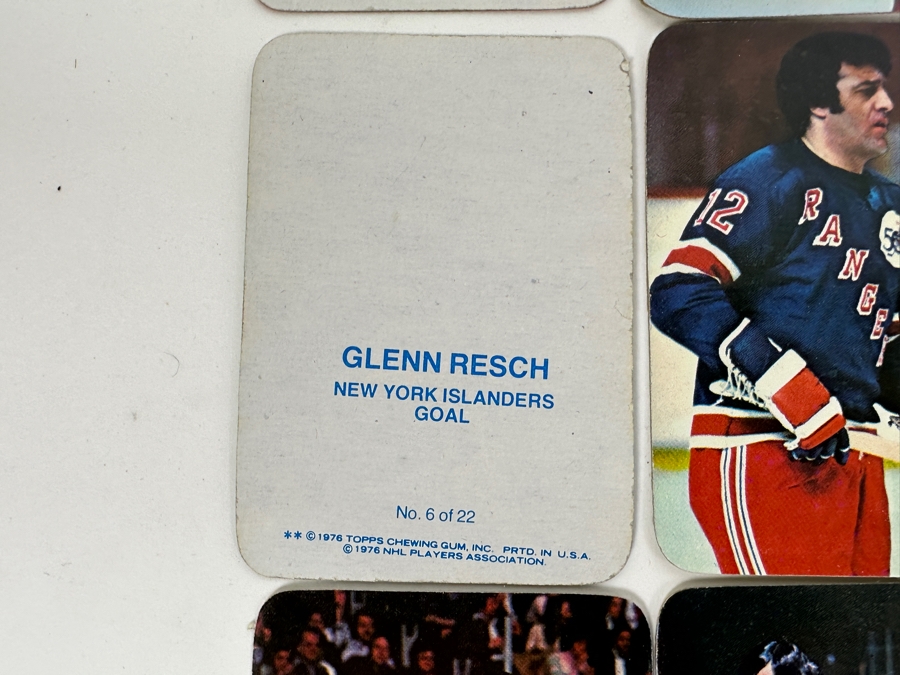 GLENN RESCH
NEW YORK ISLANDERS
GOAL
No. 6 of 22
** ©1976 TOPPS CHEWING GUM, INC. PRTD. IN U.S.A.
©1976 NHL PLAYERS ASSOCIATION.
12
RANGE